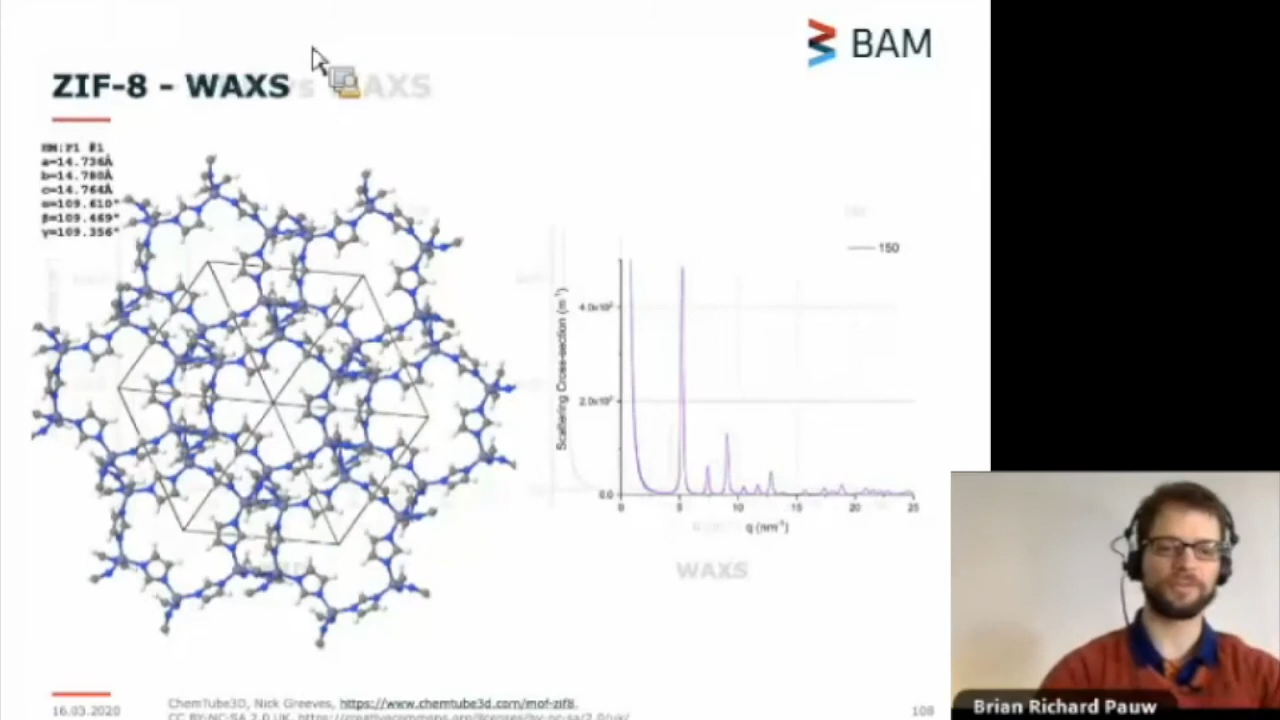 BAM
ZIF-8 - WAXS
vs WAXS
HM:P1 #1
a=14.736Å
b=14.780Å
c=14.764Å
α=109.610°
β=109.469°
γ=109.356°
150
Scattering Cross-section (m⁻¹)
4.0x10²
2.0x10²
0.0
0 5 10 15 20 25
q (nm⁻¹)
WAXS
16.03.2020
ChemTube3D, Nick Greeves, https://www.chemtube3d.com/mof-zif8.
CC BY-NC-SA 2.0 UK, https://creativecommons.org/licenses/by-nc-sa/2.0/uk/
108
Brian Richard Pauw